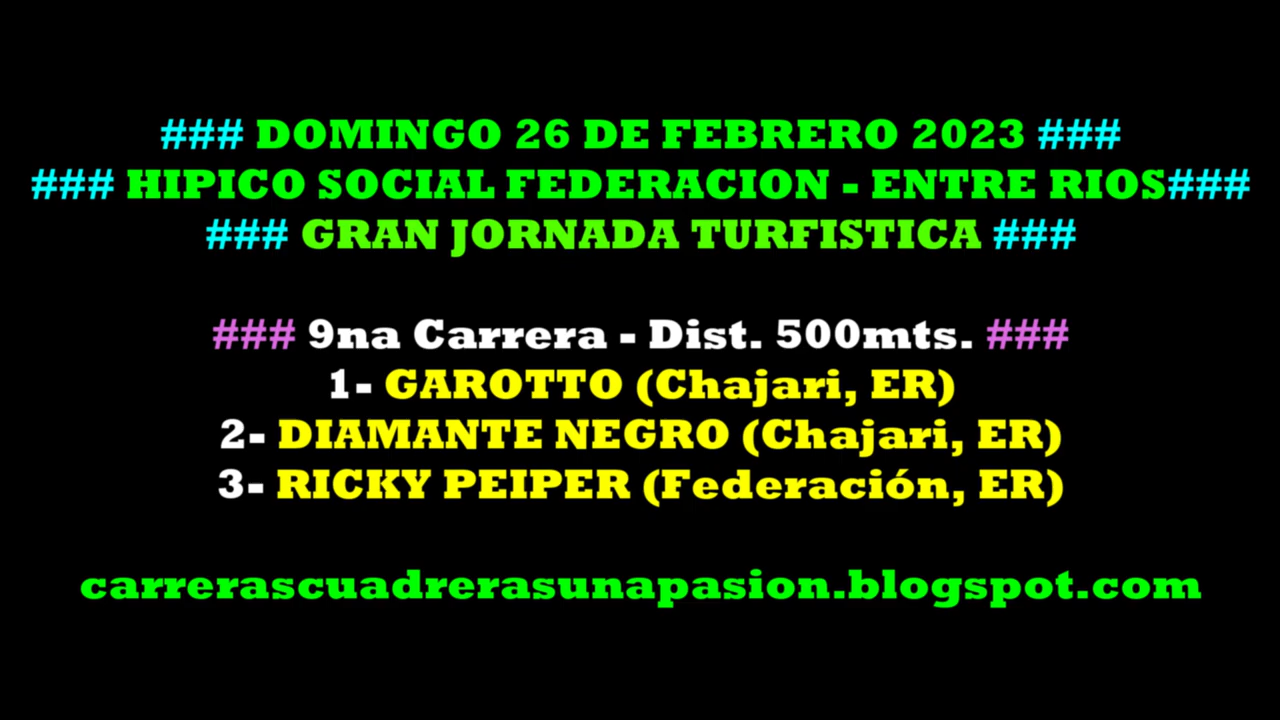 ### DOMINGO 26 DE FEBRERO 2023 ###
### HIPICO SOCIAL FEDERACION - ENTRE RIOS###
### GRAN JORNADA TURFISTICA ###
### 9na Carrera - Dist. 500mts. ###
1- GAROTTO (Chajari, ER)
2- DIAMANTE NEGRO (Chajari, ER)
3- RICKY PEIPER (Federación, ER)
carrerascuadrerasunapasion.blogspot.com